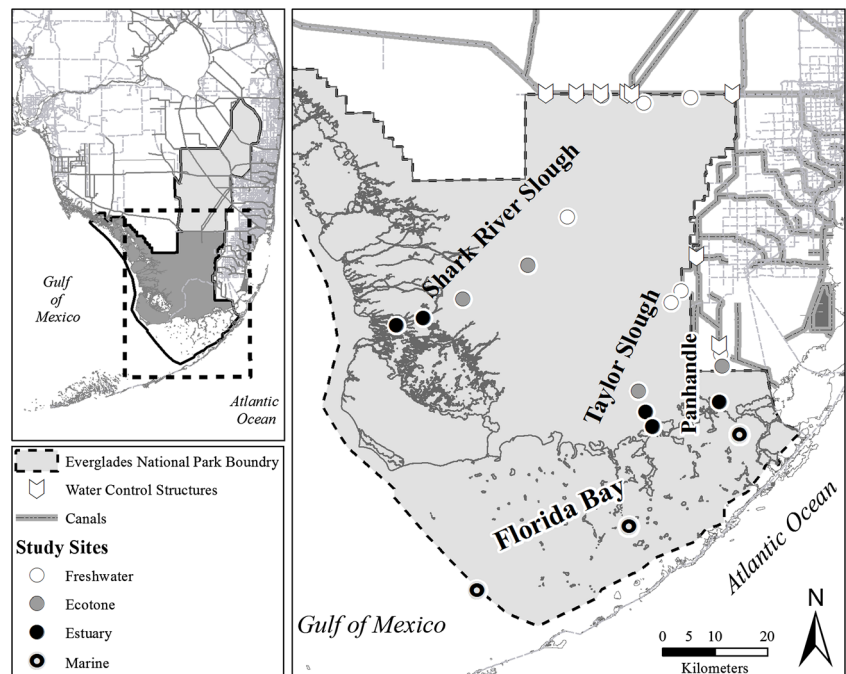 Gulf
of
Mexico
Atlantic
Ocean
Everglades National Park Boundry
Water Control Structures
Canals
Study Sites
Freshwater
Ecotone
Estuary
Marine
Shark River Slough
Taylor Slough
Panhandle
Florida Bay
Gulf of Mexico
Atlantic Ocean
N
0 5 10 20
Kilometers